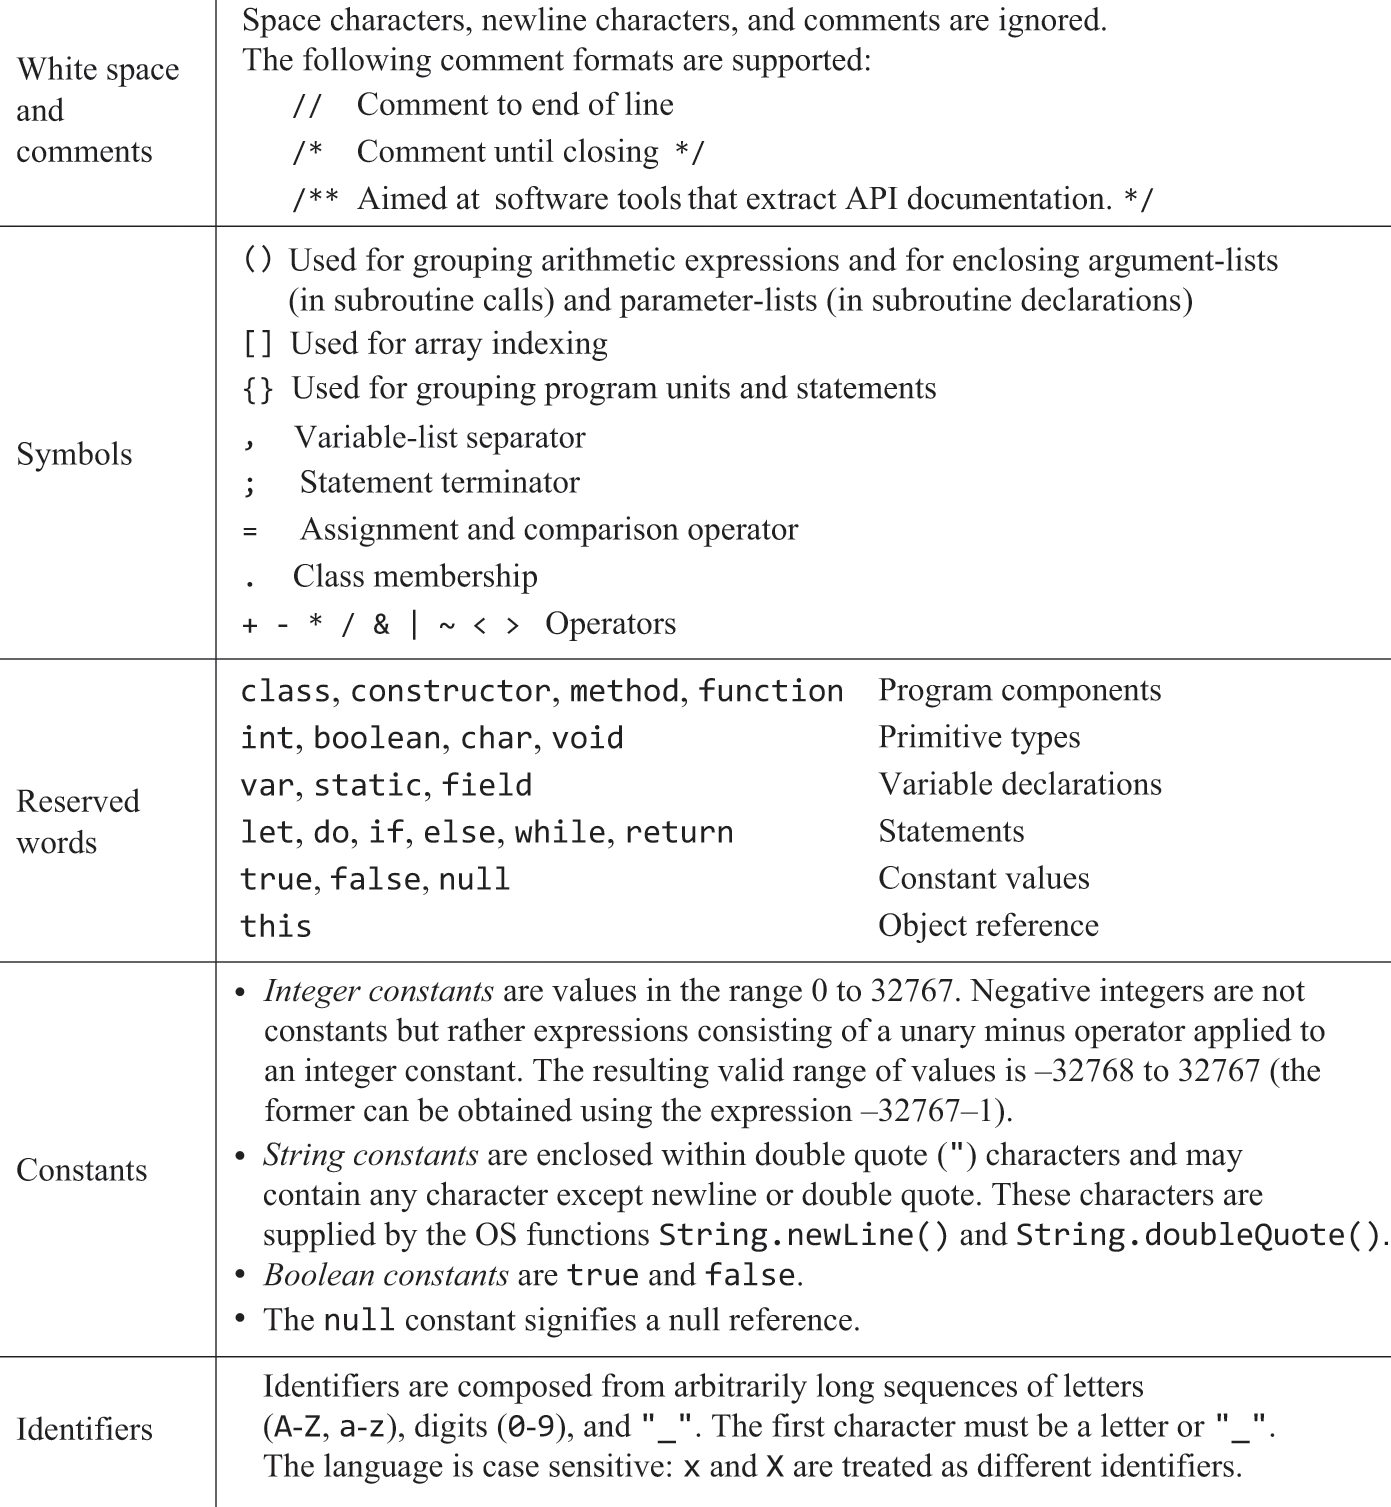 White space
and
comments
Space characters, newline characters, and comments are ignored.
The following comment formats are supported:
// Comment to end of line
/* Comment until closing */
/** Aimed at software tools that extract API documentation. */
Symbols
() Used for grouping arithmetic expressions and for enclosing argument-lists
(in subroutine calls) and parameter-lists (in subroutine declarations)
[] Used for array indexing
{} Used for grouping program units and statements
, Variable-list separator
; Statement terminator
= Assignment and comparison operator
. Class membership
+ - * / & | ~ < > Operators
Reserved
words
class, constructor, method, function Program components
int, boolean, char, void Primitive types
var, static, field Variable declarations
let, do, if, else, while, return Statements
true, false, null Constant values
this Object reference
Constants
• Integer constants are values in the range 0 to 32767. Negative integers are not
constants but rather expressions consisting of a unary minus operator applied to
an integer constant. The resulting valid range of values is –32768 to 32767 (the
former can be obtained using the expression –32767–1).
• String constants are enclosed within double quote (") characters and may
contain any character except newline or double quote. These characters are
supplied by the OS functions String.newLine() and String.doubleQuote().
• Boolean constants are true and false.
• The null constant signifies a null reference.
Identifiers
Identifiers are composed from arbitrarily long sequences of letters
(A-Z, a-z), digits (0-9), and "_". The first character must be a letter or "_".
The language is case sensitive: x and X are treated as different identifiers.